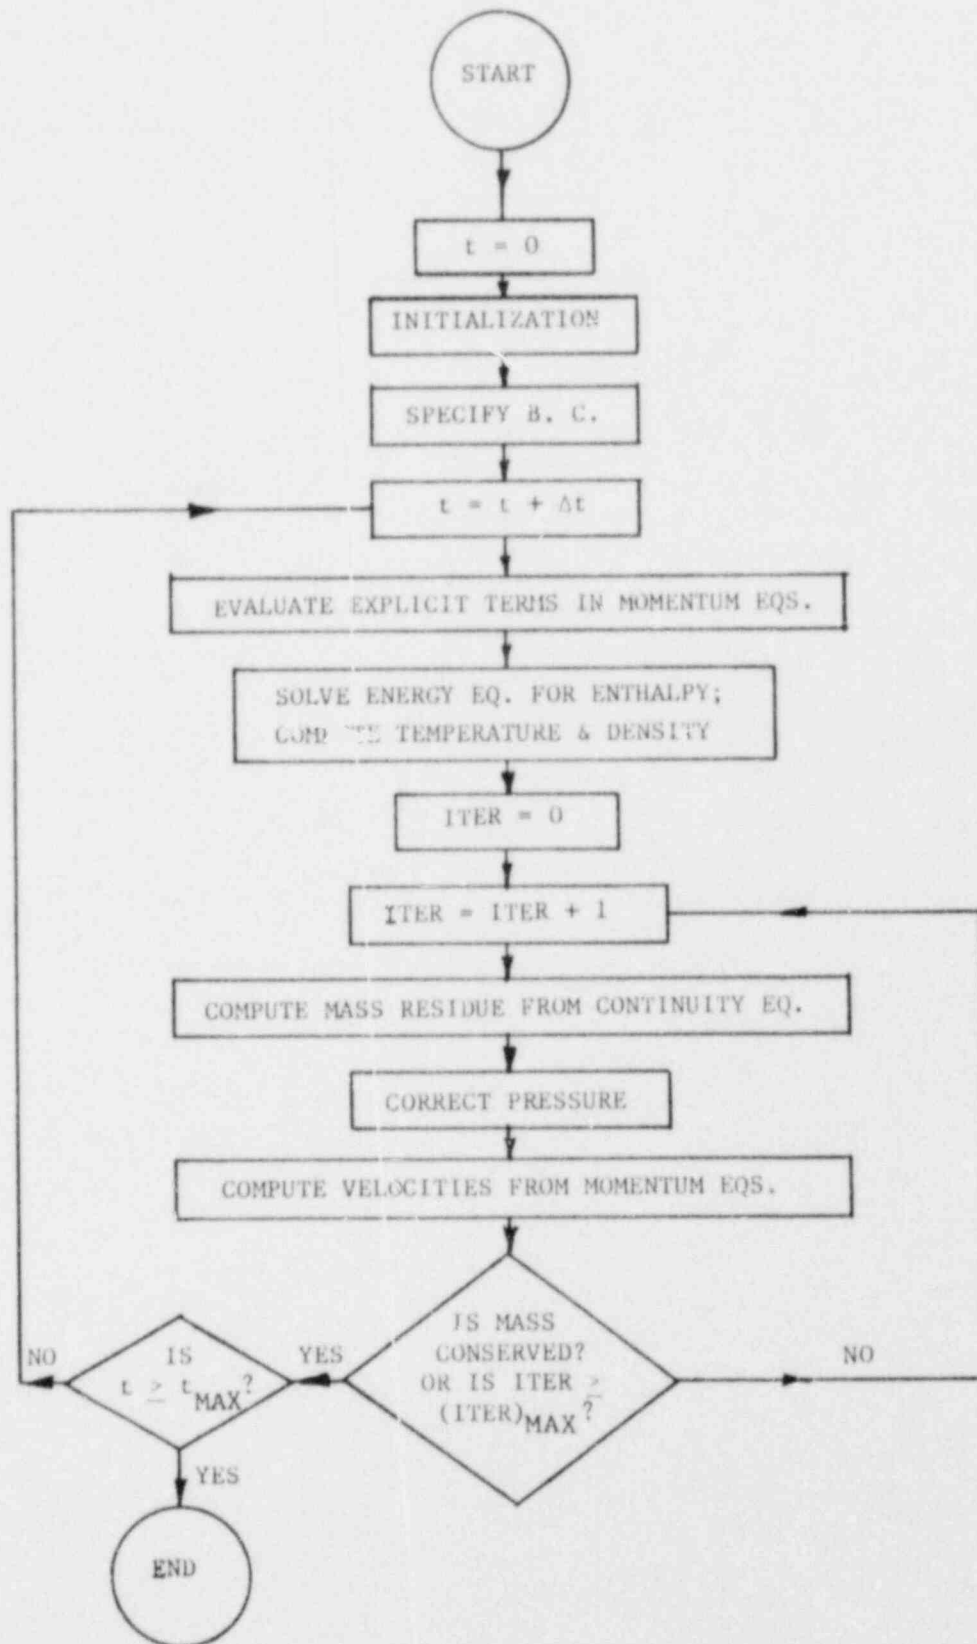 START
t = 0
INITIALIZATION
SPECIFY B. C.
t = t + Δt
EVALUATE EXPLICIT TERMS IN MOMENTUM EQS.
SOLVE ENERGY EQ. FOR ENTHALPY;
TEMPERATURE & DENSITY
ITER = 0
ITER = ITER + 1
COMPUTE MASS RESIDUE FROM CONTINUITY EQ.
CORRECT PRESSURE
COMPUTE VELOCITIES FROM MOMENTUM EQS.
IS MASS
CONSERVED?
OR IS ITER ≥
(ITER)MAX?
NO
YES
IS
t ≥ tMAX?
NO
YES
END